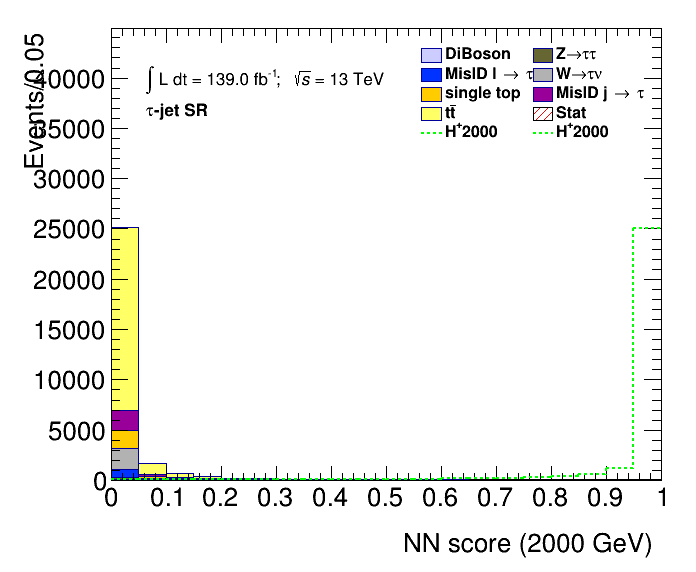 Events/0.05
40000
35000
30000
25000
20000
15000
10000
5000
0
∫ L dt = 139.0 fb⁻¹; √s = 13 TeV
τ-jet SR
DiBoson
MisID l → τ
single top
tt̄
H⁺2000
Z→ττ
W→τν
MisID j → τ
Stat
H⁺2000
0 0.1 0.2 0.3 0.4 0.5 0.6 0.7 0.8 0.9 1
NN score (2000 GeV)